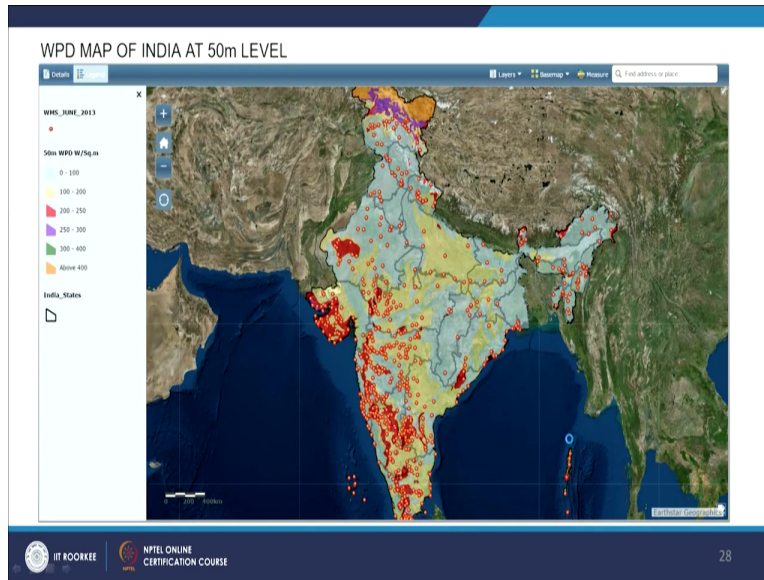 WPD MAP OF INDIA AT 50m LEVEL
Details
Layers
Basemap
Measure
Find address or place
x
WMS_JUNE_2013
50m WPD W/Sq.m
0 - 100
100 - 200
200 - 250
250 - 300
300 - 400
Above 400
India_States
0 200 400km
Earthstar Geographics
IIT ROORKEE
NPTEL ONLINE
CERTIFICATION COURSE
28